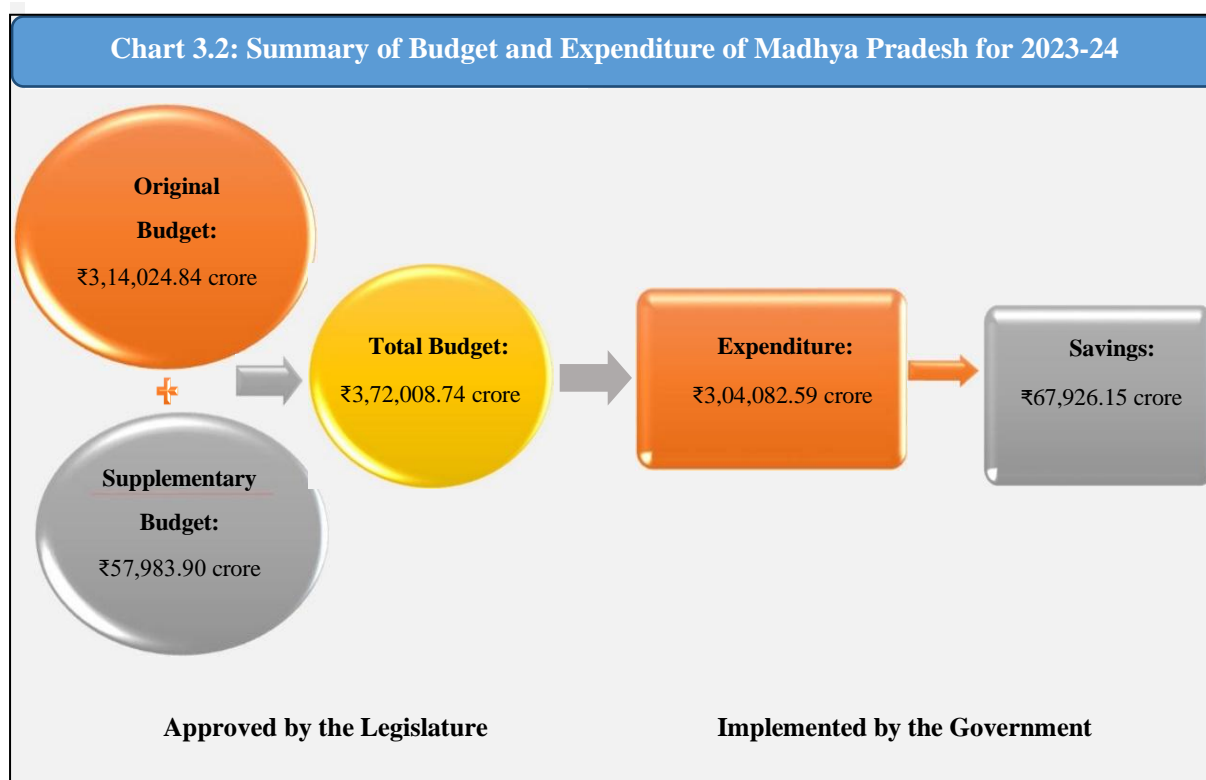 Chart 3.2: Summary of Budget and Expenditure of Madhya Pradesh for 2023-24
Original
Budget:
₹3,14,024.84 crore
+
Supplementary
Budget:
₹57,983.90 crore
Total Budget:
₹3,72,008.74 crore
Expenditure:
₹3,04,082.59 crore
Savings:
₹67,926.15 crore
Approved by the Legislature
Implemented by the Government